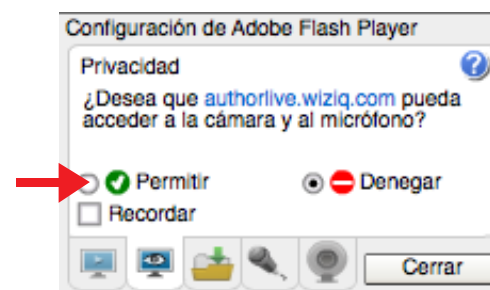 Configuración de Adobe Flash Player
Privacidad
?
¿Desea que authorlive.wiziq.com pueda
acceder a la cámara y al micrófono?
Permitir Denegar
Recordar
Cerrar